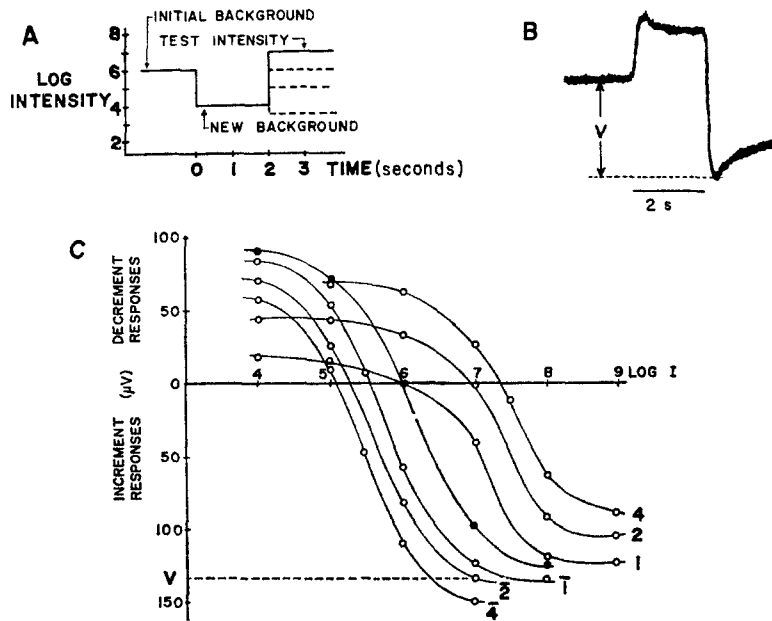 A
INITIAL BACKGROUND
TEST INTENSITY
LOG INTENSITY
8
6
4
2
NEW BACKGROUND
0 1 2 3 TIME (seconds)
B
V
2 s
C
DECREMENT RESPONSES
(μV)
INCREMENT RESPONSES
100
50
0
50
100
V
150
4 5 6 7 8 9 LOG I
4
2
1
1̅
2̅
4̅